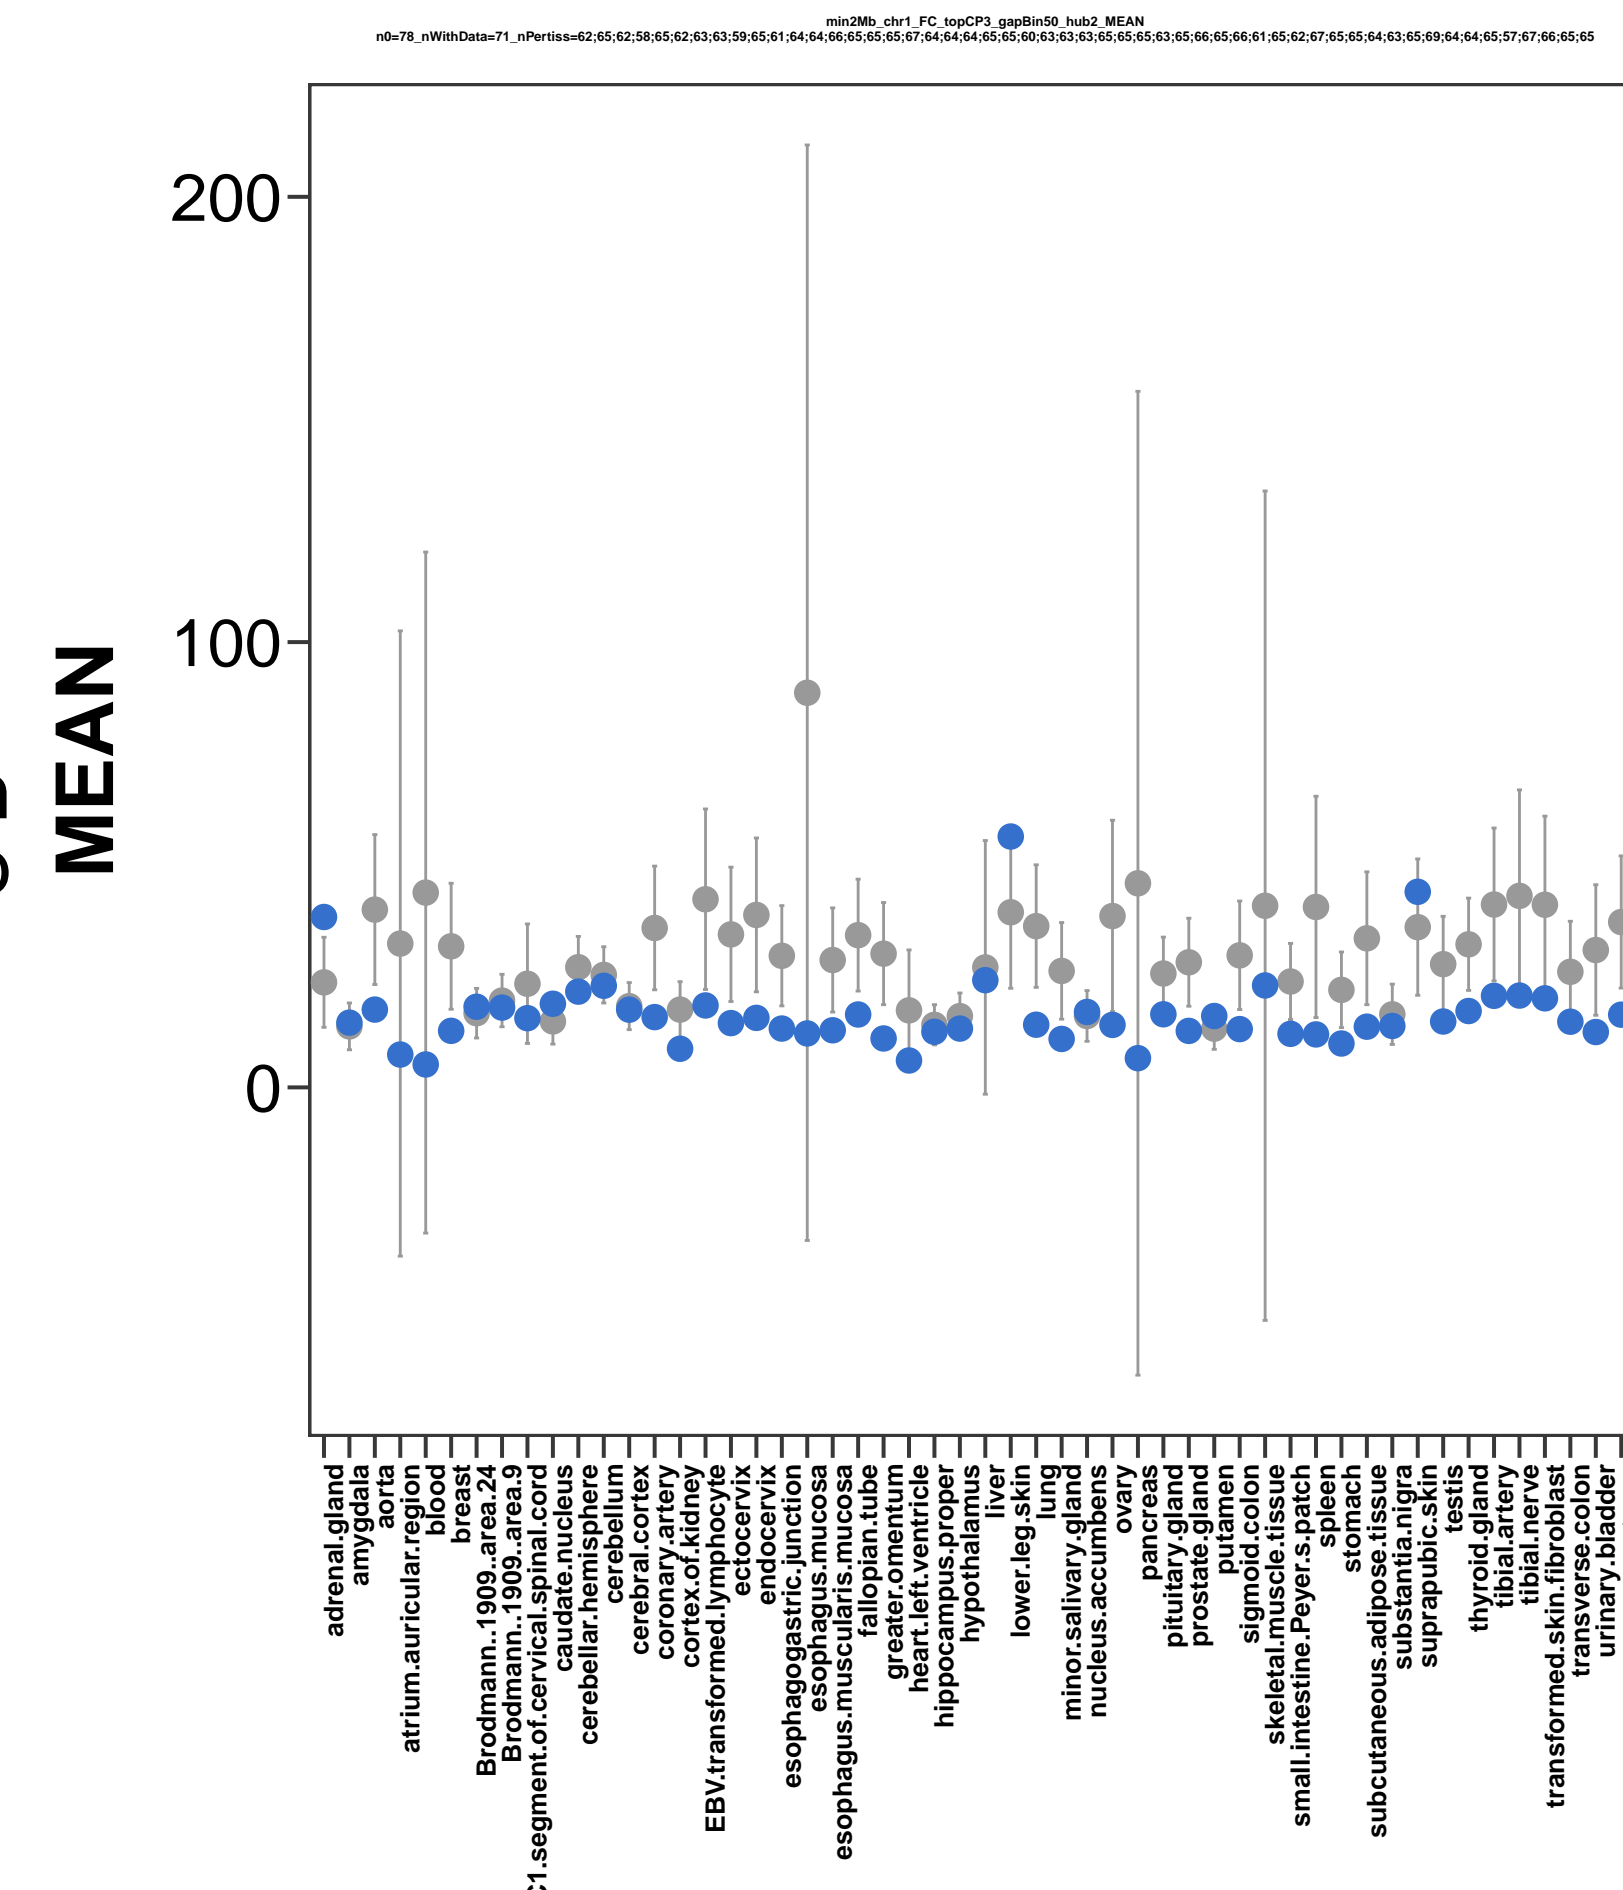 min2Mb_chr1_FC_topCP3_gapBin50_hub2_MEAN
n0=78_nWithData=71_nPertiss=62;65;62;58;65;62;63;63;59;65;61;64;64;66;65;65;65;67;64;64;64;65;65;60;63;63;63;65;65;65;63;65;66;65;66;61;65;62;67;65;65;64;63;65;69;64;64;65;57;67;66;65;65
MEAN
200
100
0
adrenal.gland
amygdala
aorta
atrium.auricular.region
blood
breast
Brodmann..1909..area.24
Brodmann.1909..area.9
C1.segment.of.cervical.spinal.cord
caudate.nucleus
cerebellar.hemisphere
cerebellum
cerebral.cortex
coronary.artery
cortex.of.kidney
EBV.transformed.lymphocyte
ectocervix
endocervix
esophagogastric.junction
esophagus.mucosa
esophagus.muscularis.mucosa
fallopian.tube
greater.omentum
heart.left.ventricle
hippocampus.proper
hypothalamus
liver
lower.leg.skin
lung
minor.salivary.gland
nucleus.accumbens
ovary
pancreas
pituitary.gland
prostate.gland
putamen
sigmoid.colon
skeletal.muscle.tissue
small.intestine.Peyer.s.patch
spleen
stomach
subcutaneous.adipose.tissue
substantia.nigra
suprapubic.skin
testis
thyroid.gland
tibial.artery
tibial.nerve
transformed.skin.fibroblast
transverse.colon
urinary.bladder